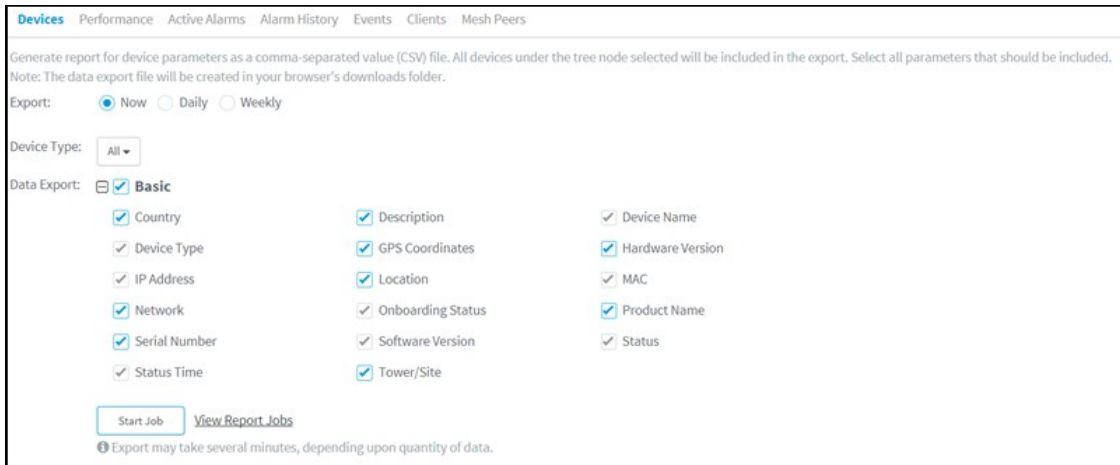 Devices Performance Active Alarms Alarm History Events Clients Mesh Peers
Generate report for device parameters as a comma-separated value (CSV) file. All devices under the tree node selected will be included in the export. Select all parameters that should be included.
Note: The data export file will be created in your browser's downloads folder.
Export: Now Daily Weekly
Device Type: All
Data Export: Basic
Country Description Device Name
Device Type GPS Coordinates Hardware Version
IP Address Location MAC
Network Onboarding Status Product Name
Serial Number Software Version Status
Status Time Tower/Site
Start Job View Report Jobs
Export may take several minutes, depending upon quantity of data.